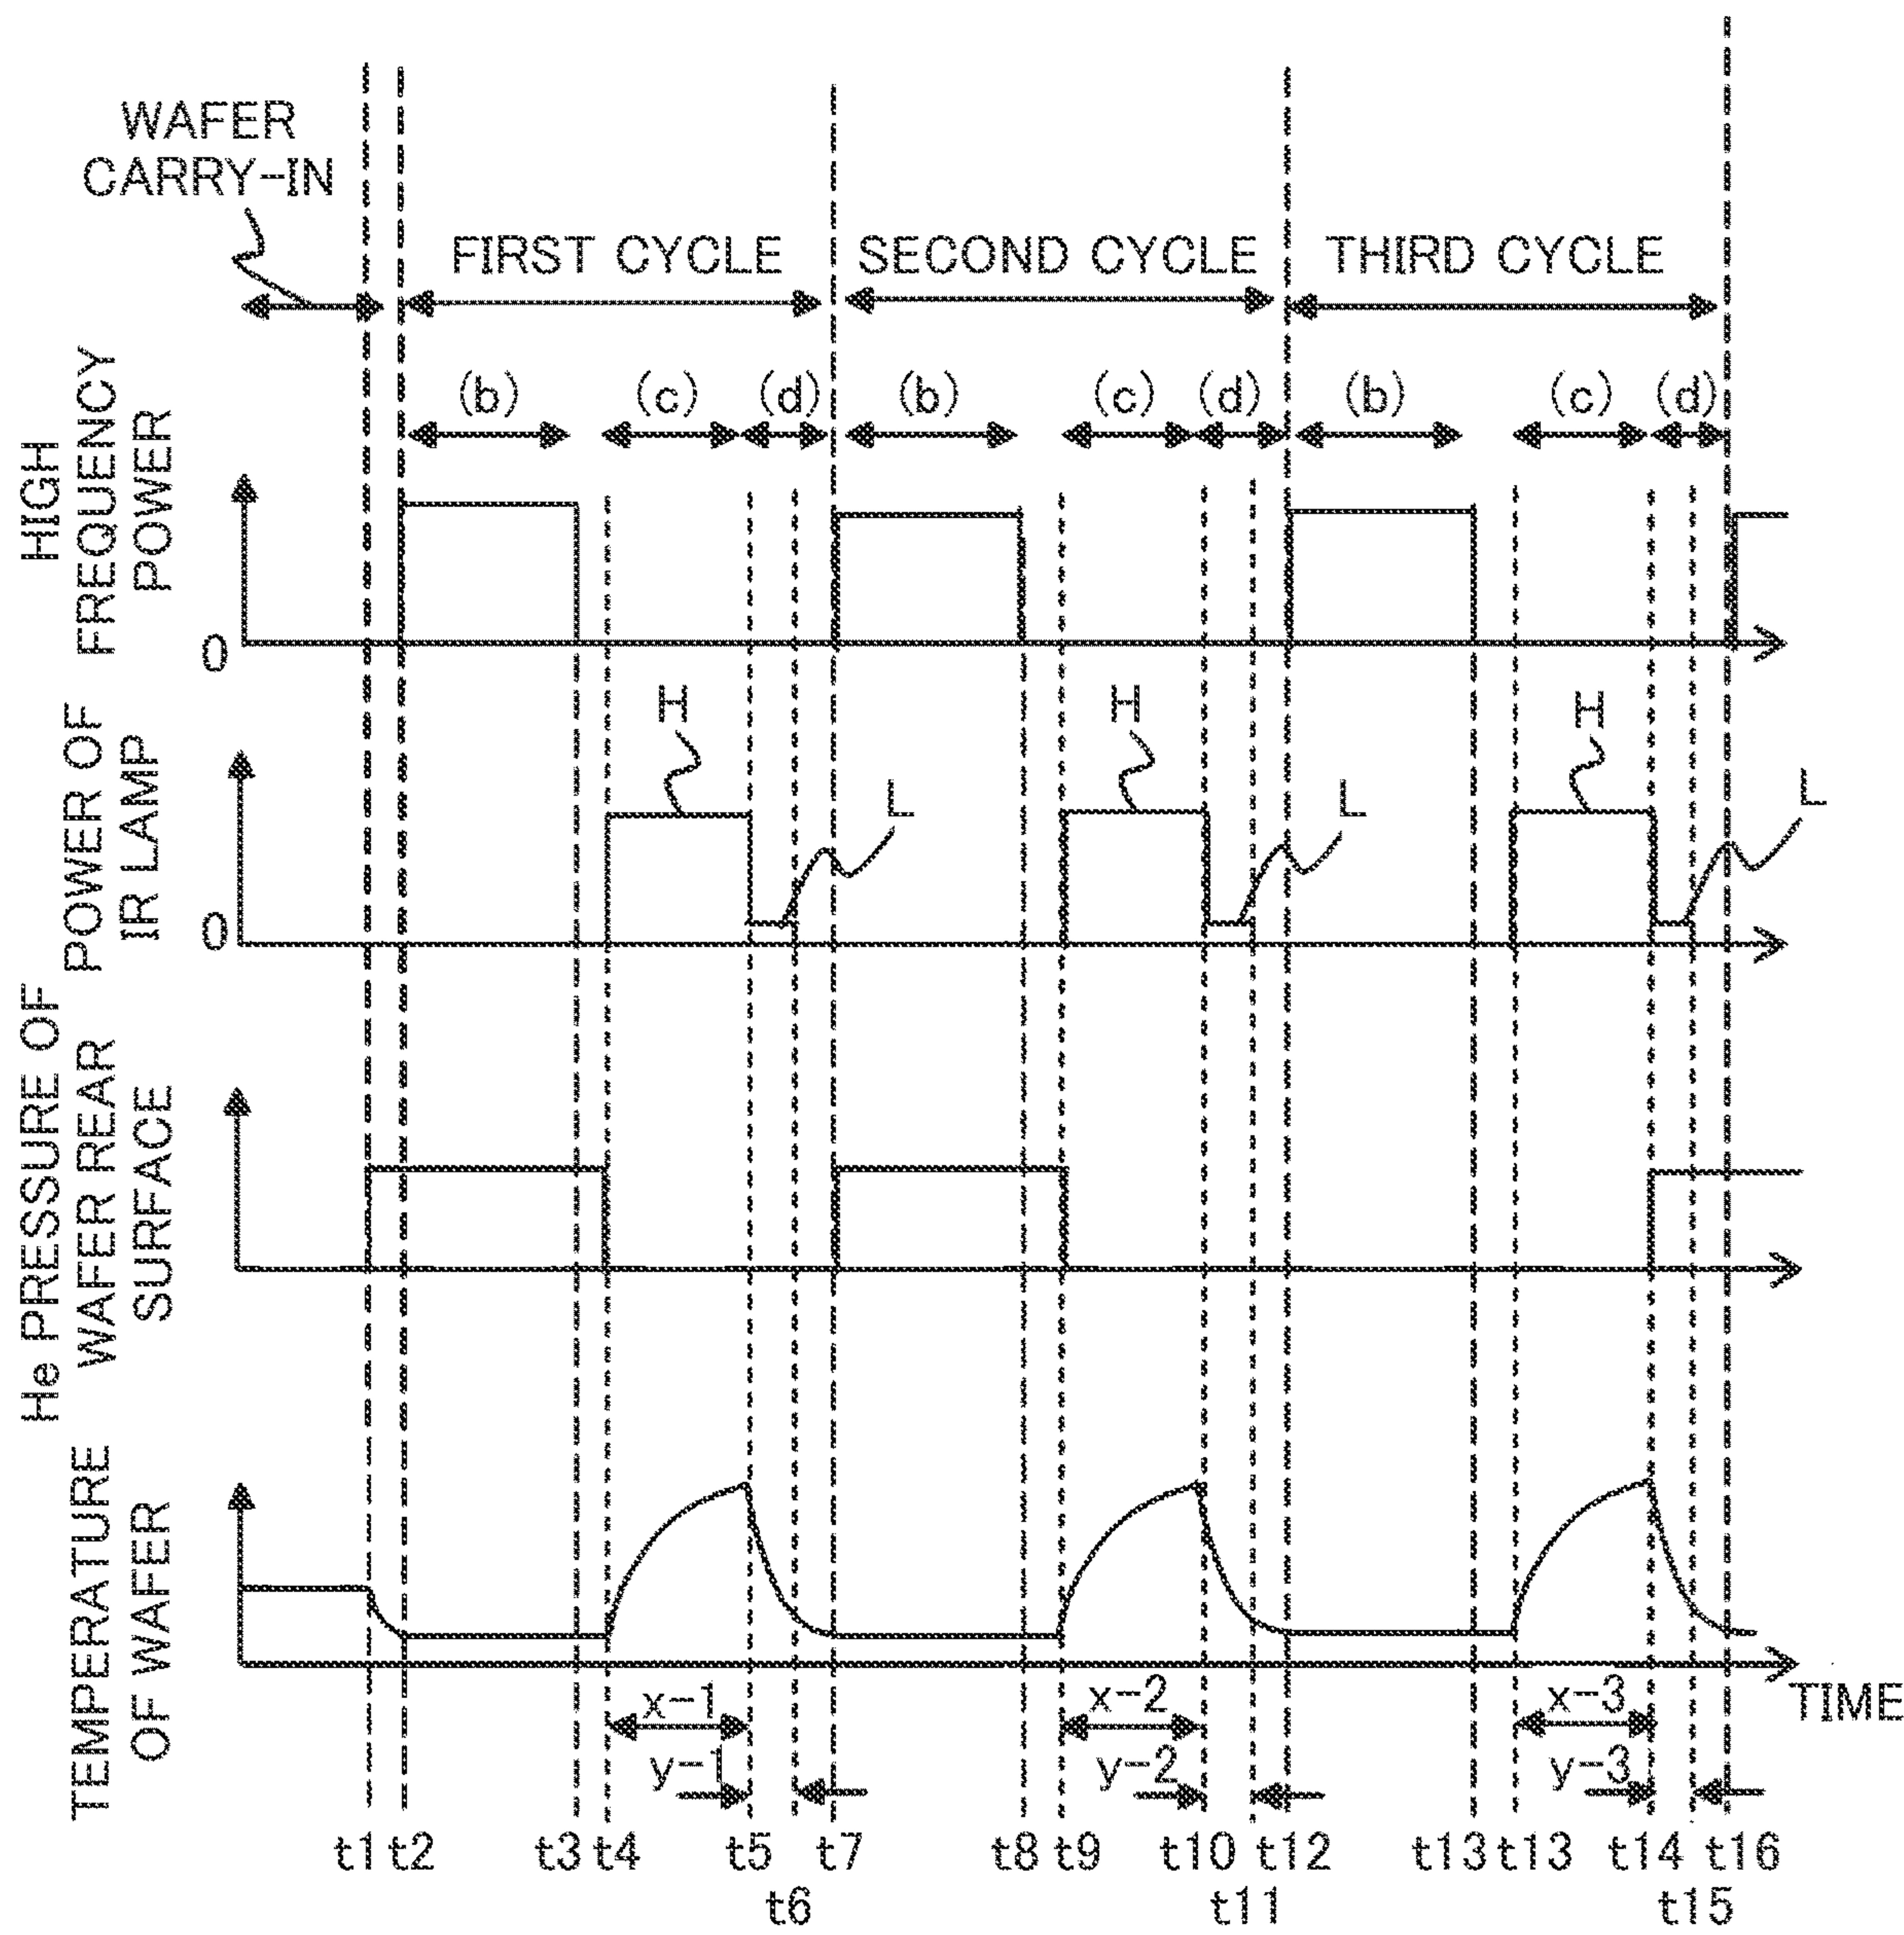 WAFER
CARRY-IN
FIRST CYCLE
SECOND CYCLE
THIRD CYCLE
(b)
(c)
(d)
(b)
(c)
(d)
(b)
(c)
(d)
HIGH
FREQUENCY
POWER
0
H
H
H
L
L
L
POWER OF
IR LAMP
0
He PRESSURE OF
WAFER REAR
SURFACE
TEMPERATURE
OF WAFER
x-1
x-2
x-3
TIME
y-1
y-2
y-3
t1
t2
t3
t4
t5
t7
t8
t9
t10
t12
t13
t13
t14
t16
t6
t11
t15